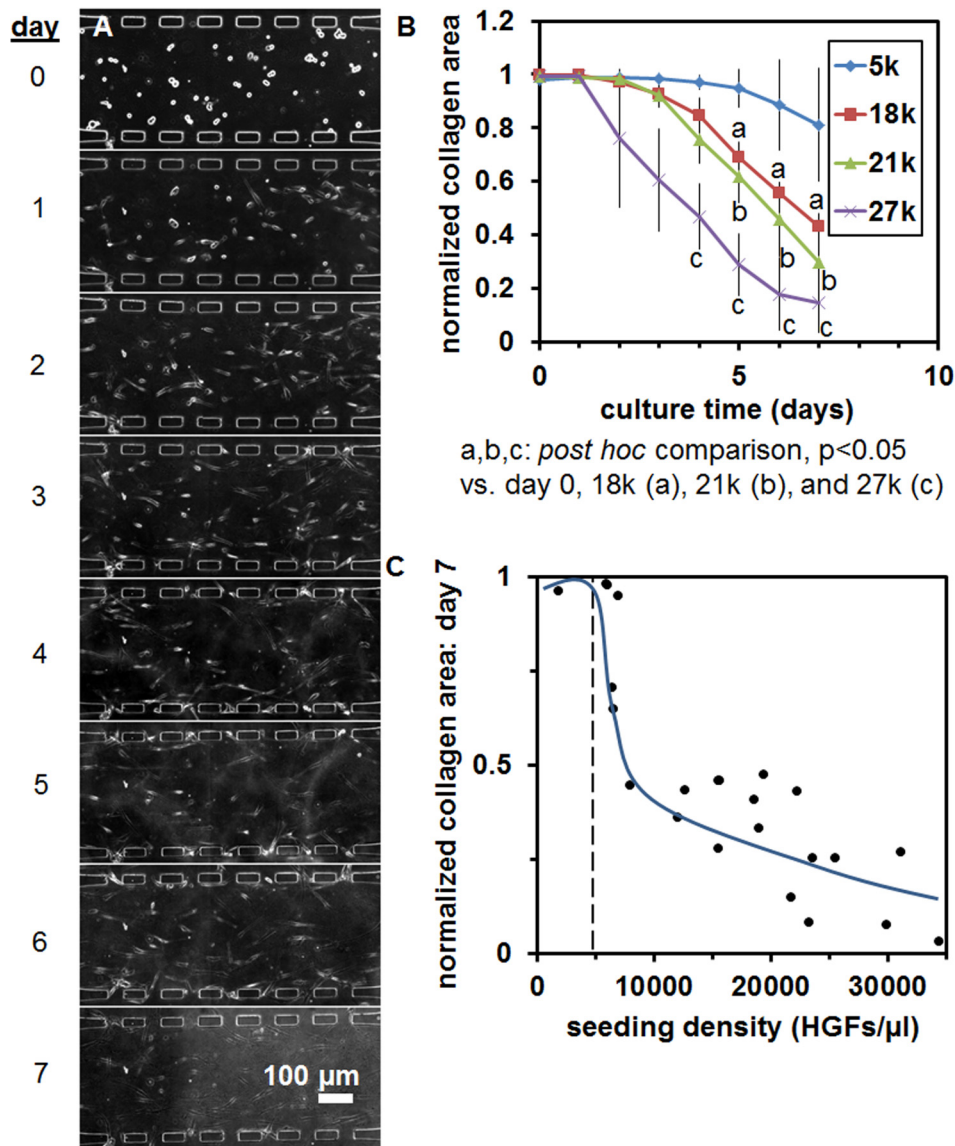 day
A
0
1
2
3
4
5
6
7
100 µm
B
normalized collagen area
1.2
1
0.8
0.6
0.4
0.2
0
a
a
a
b
b
b
c
c
c
c
5k
18k
21k
27k
0
5
10
culture time (days)
a,b,c: post hoc comparison, p<0.05
vs. day 0, 18k (a), 21k (b), and 27k (c)
C
normalized collagen area: day 7
1
0.5
0
0
10000
20000
30000
seeding density (HGFs/µl)